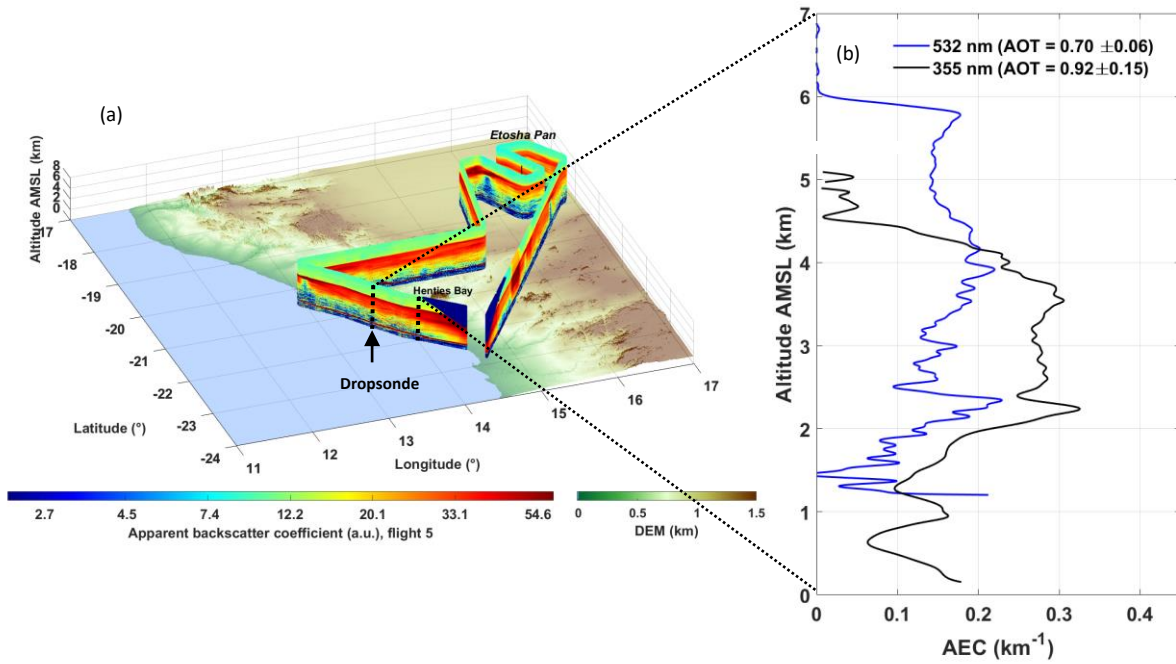 (a)
Etosha Pan
Altitude AMSL (km)
8
6
4
2
0
17
-18
-19
-20
-21
-22
-23
-24
Henties Bay
Dropsonde
Latitude (°)
11
12
13
14
15
16
17
Longitude (°)
2.7 4.5 7.4 12.2 20.1 33.1 54.6
Apparent backscatter coefficient (a.u.), flight 5
0 0.5 1 1.5
DEM (km)
(b)
532 nm (AOT = 0.70 ±0.06)
355 nm (AOT = 0.92±0.15)
Altitude AMSL (km)
7
6
5
4
3
2
1
0
0 0.1 0.2 0.3 0.4
AEC (km⁻¹)